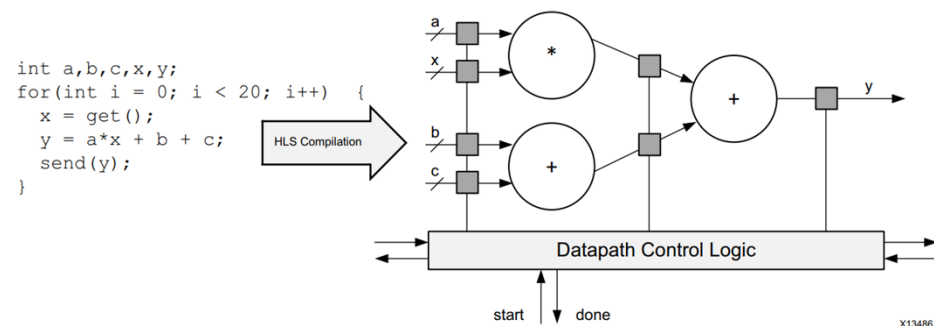 int a,b,c,x,y;
for(int i = 0; i < 20; i++) {
x = get();
y = a*x + b + c;
send(y);
}
HLS Compilation
a
x
b
c
*
+
+
y
Datapath Control Logic
start done
X13486